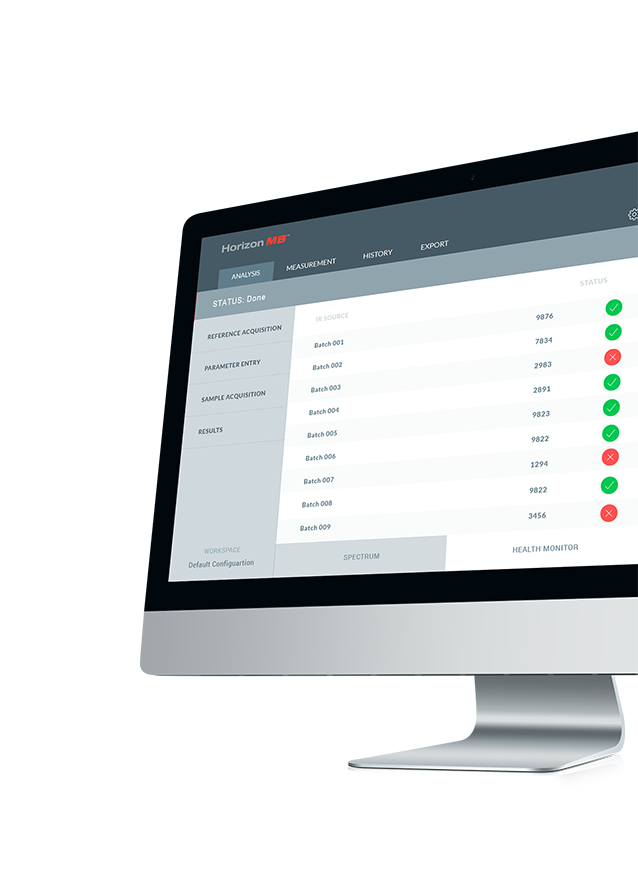 Horizon MB™
ANALYSIS
MEASUREMENT
HISTORY
EXPORT
STATUS: Done
REFERENCE ACQUISITION
PARAMETER ENTRY
SAMPLE ACQUISITION
RESULTS
IR SOURCE STATUS
Batch 001 9876
Batch 002 7834
Batch 003 2983
Batch 004 2891
Batch 005 9823
Batch 006 9822
Batch 007 1294
Batch 008 9822
Batch 009 3456
WORKSPACE
Default Configuartion
SPECTRUM
HEALTH MONITOR